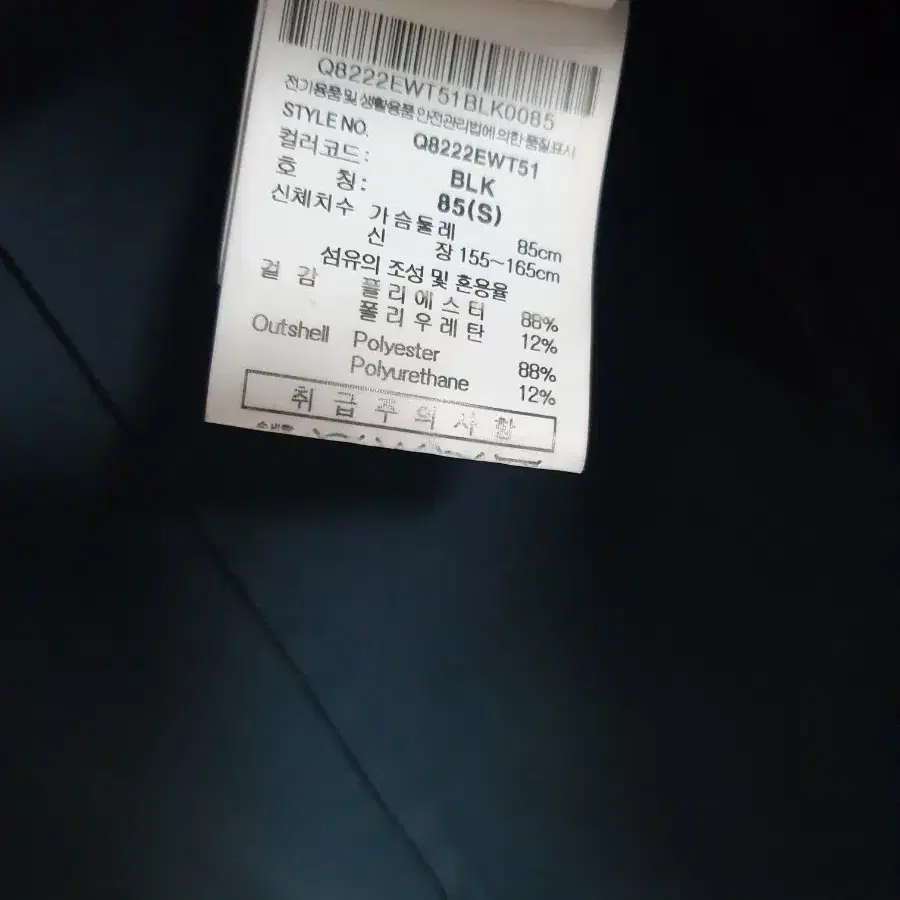 Q8222EWT51BLK0085
전기용품및 생활용품 안전관리법에 의한 품질표시
STYLE NO. Q8222EWT51
컬러코드: BLK
호 칭: 85(S)
신체치수 가슴둘레 85cm
신 장 155~165cm
섬유의 조성 및 혼용율
겉 감 폴리에스터 88%
폴리우레탄 12%
Outshell Polyester 88%
Polyurethane 12%
취급주의사항